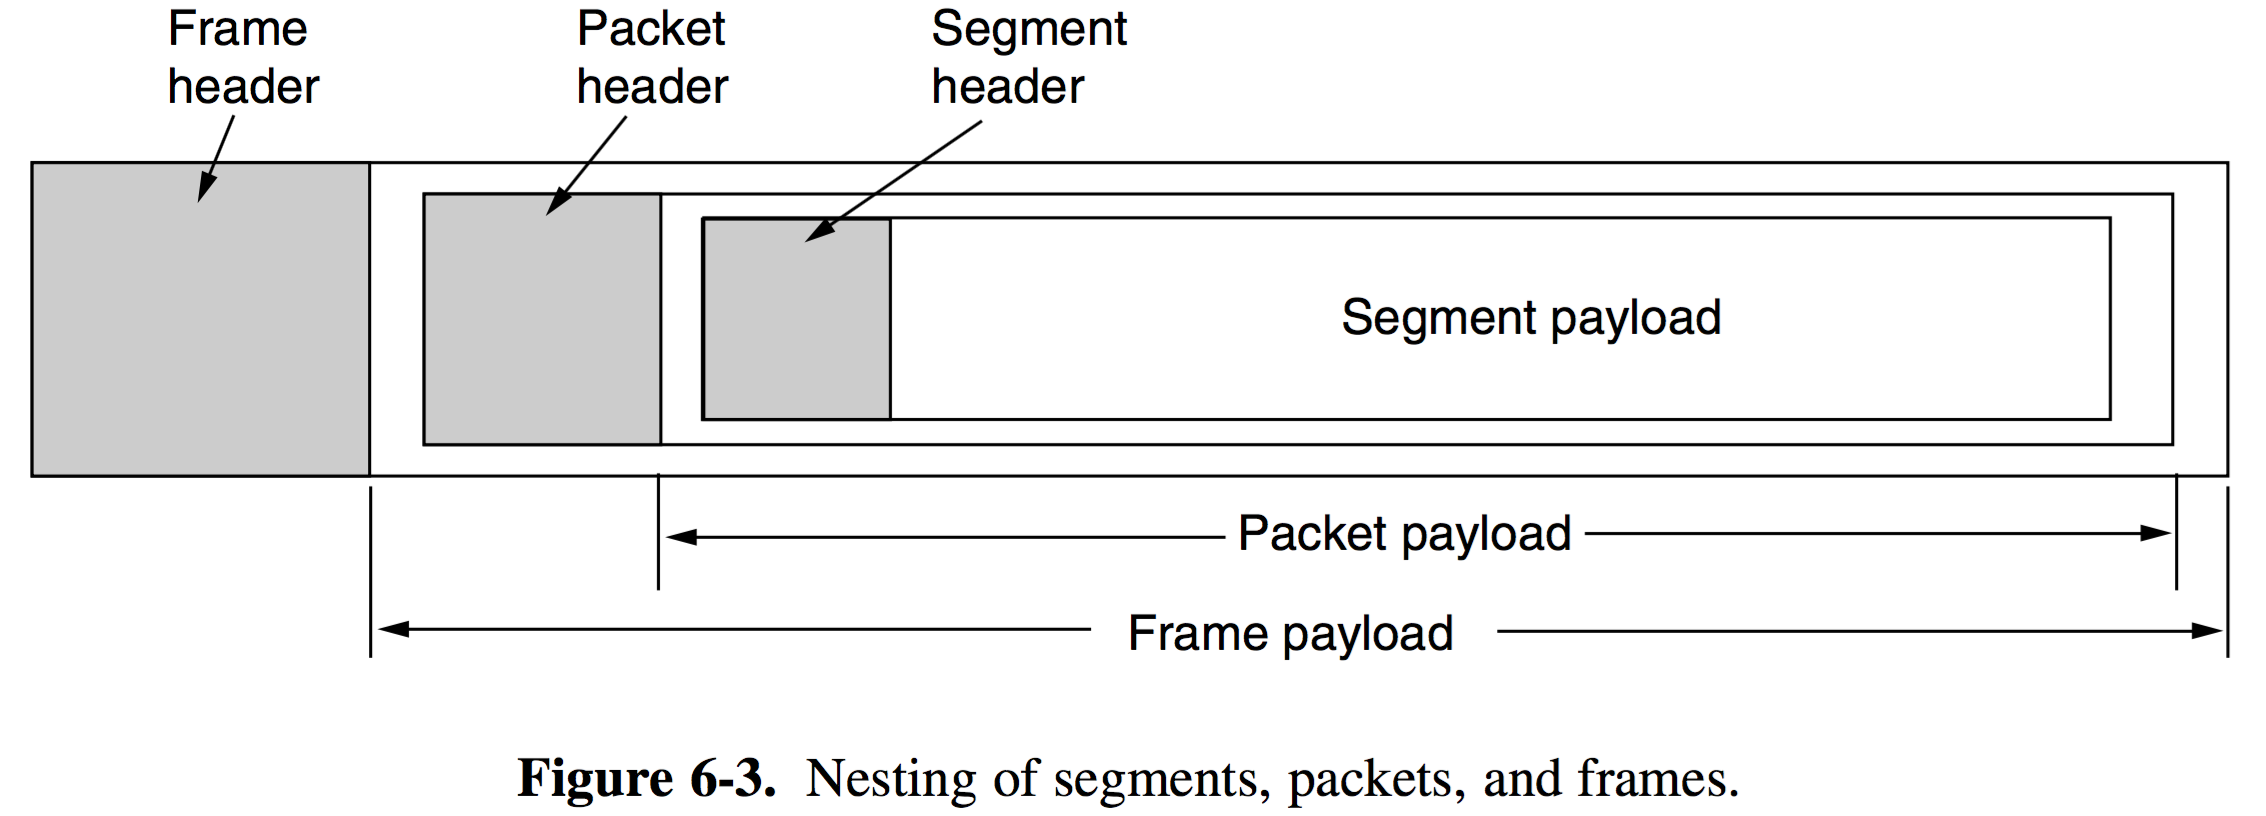 Frame
header
Packet
header
Segment
header
Segment payload
Packet payload
Frame payload
Figure 6-3. Nesting of segments, packets, and frames.